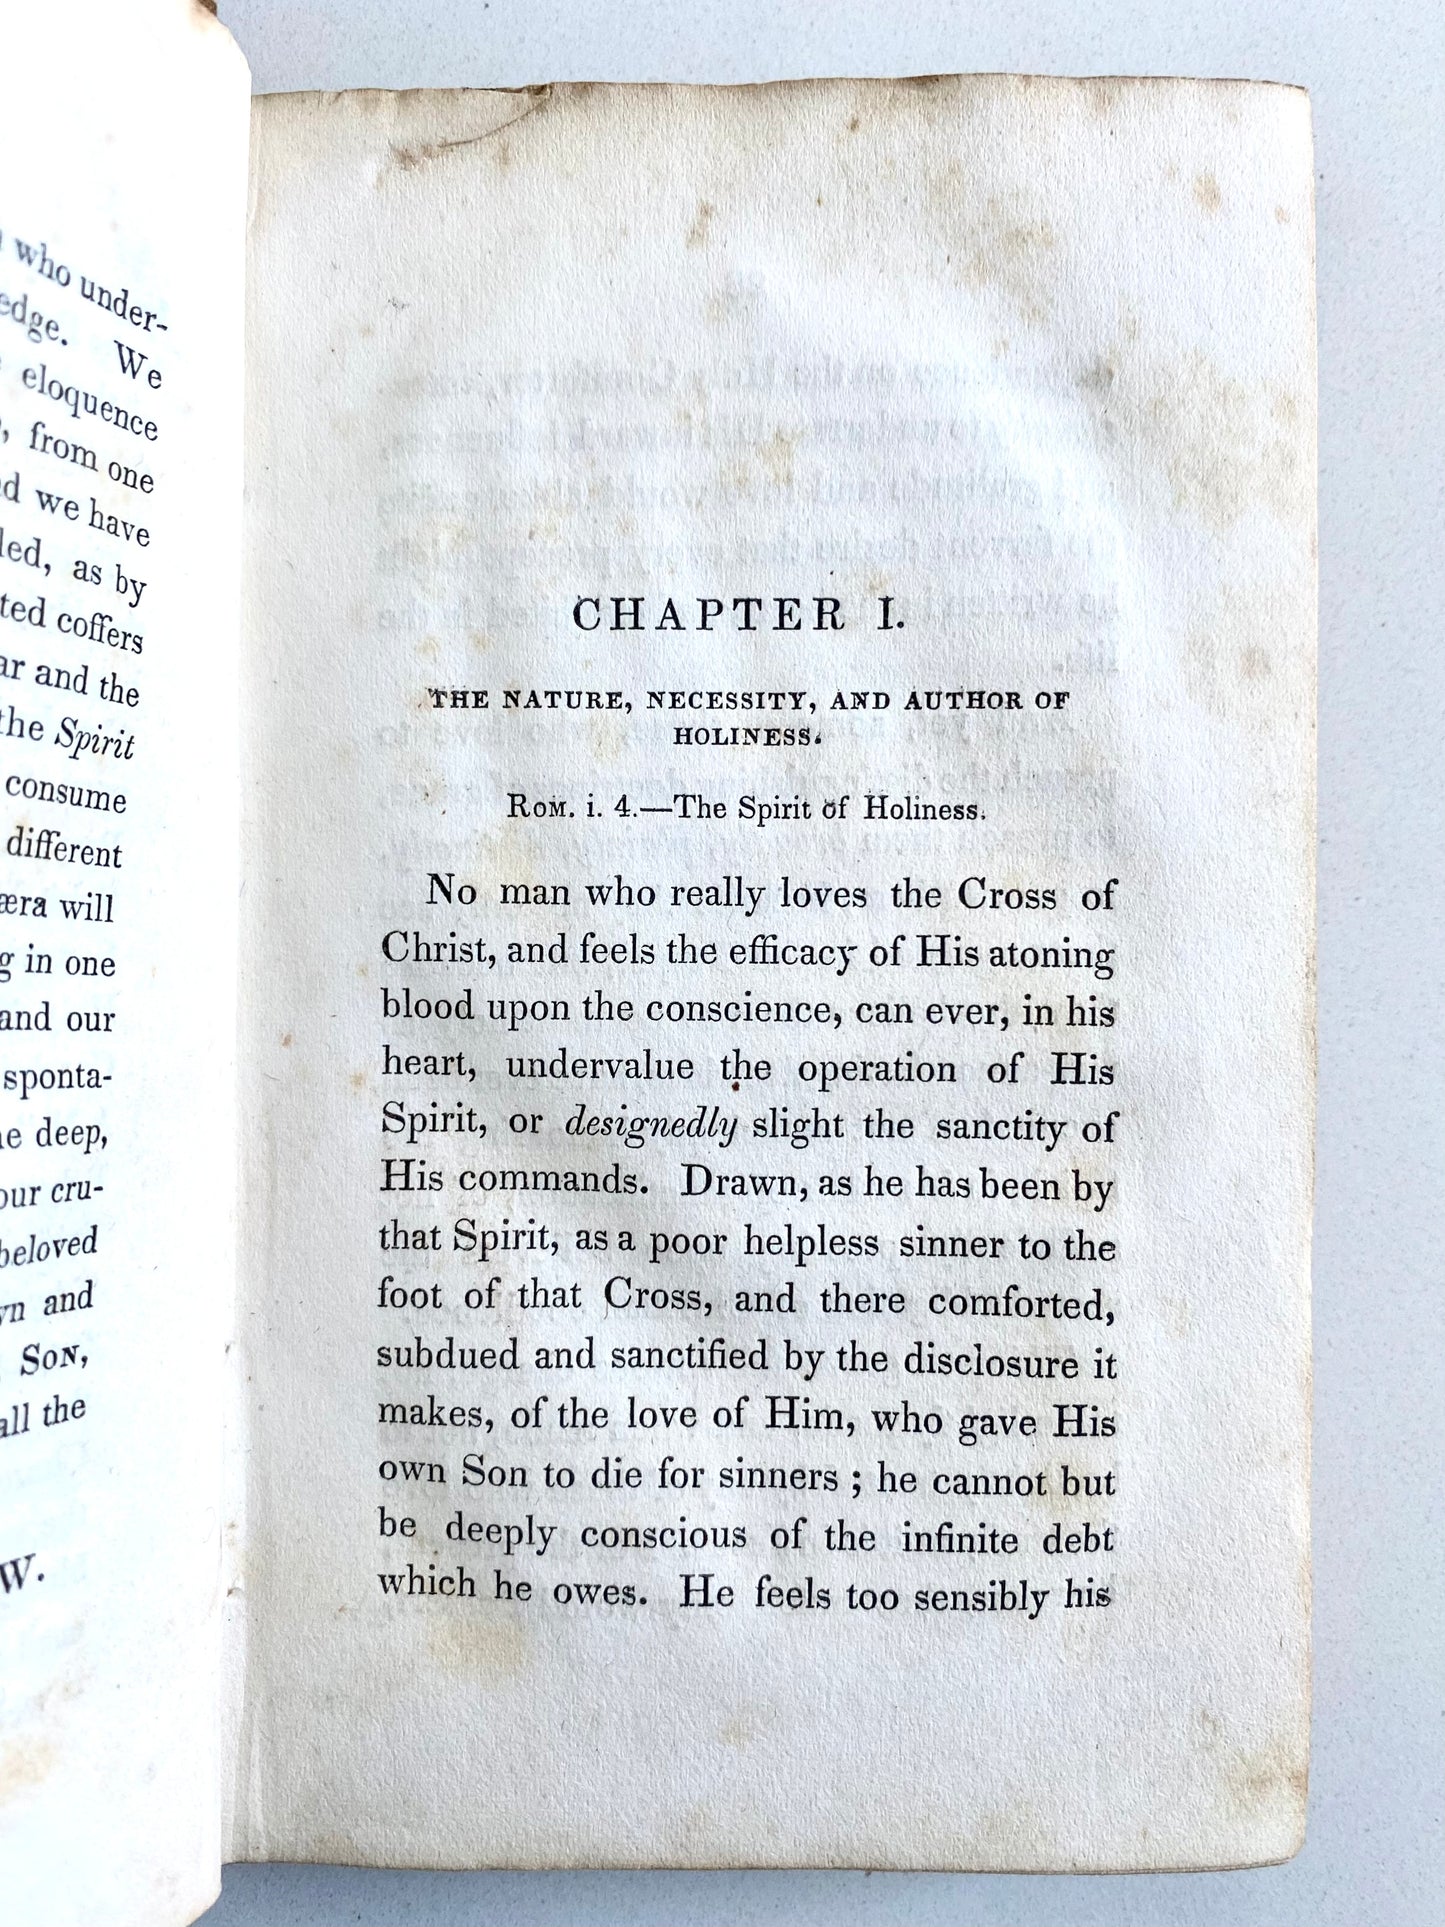 who under-
edge. We
eloquence
from one
we have
as by
coffers
and the
the Spirit
consume
different
æra will
in one
and our
sponta-
deep,
our cru-
beloved
and
SON,
all the
W.
CHAPTER I.
THE NATURE, NECESSITY, AND AUTHOR OF
HOLINESS.
ROM. i. 4.—The Spirit of Holiness.
No man who really loves the Cross of
Christ, and feels the efficacy of His atoning
blood upon the conscience, can ever, in his
heart, undervalue the operation of His
Spirit, or designedly slight the sanctity of
His commands. Drawn, as he has been by
that Spirit, as a poor helpless sinner to the
foot of that Cross, and there comforted,
subdued and sanctified by the disclosure it
makes, of the love of Him, who gave His
own Son to die for sinners ; he cannot but
be deeply conscious of the infinite debt
which he owes. He feels too sensibly his